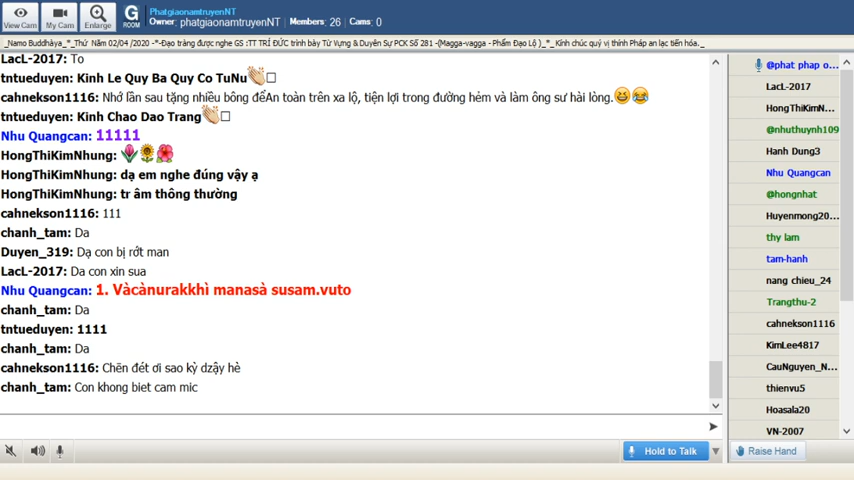 View Cam
My Cam
Enlarge
G
ROOM
PhatgiaonamtruyenNT
Owner: phatgiaonamtruyenNT | Members: 26 | Cams: 0
_Namo Buddhàya_*_Thứ Năm 02/04 /2020 -*-Đạo tràng được nghe GS :TT TRÍ ĐỨC trình bày Từ Vựng & Duyên Sự PCK Số 281 -(Magga-vagga - Phẩm Đạo Lộ )_*_ Kính chúc quý vị thính Pháp an lạc tiến hóa._
LacL-2017: To
tntueduyen: Kinh Le Quy Ba Quy Co TuNu👏□
cahnekson1116: Nhớ lần sau tặng nhiều bông đểAn toàn trên xa lộ, tiện lợi trong đường hẻm và làm ông sư hài lòng.😆😂
tntueduyen: Kinh Chao Dao Trang👏□
Nhu Quangcan: 11111
HongThiKimNhung: 🌷🌻🌺
HongThiKimNhung: dạ em nghe đúng vậy ạ
HongThiKimNhung: tr âm thông thường
cahnekson1116: 111
chanh_tam: Da
Duyen_319: Dạ con bị rớt man
LacL-2017: Da con xin sua
Nhu Quangcan: 1. Vàcànurakkhì manasà susam.vuto
chanh_tam: Da
tntueduyen: 1111
chanh_tam: Da
cahnekson1116: Chẽn đét ơi sao kỳ dzậy hè
chanh_tam: Con khong biet cam mic
@phat phap o...
LacL-2017
HongThiKimN...
@nhuthuynh109
Hanh Dung3
Nhu Quangcan
@hongnhat
Huyenmong20...
thy lam
tam-hanh
nang chieu_24
Trangthu-2
cahnekson1116
KimLee4817
CauNguyen_N...
thienvu5
Hoasala20
VN-2007
Hold to Talk
Raise Hand